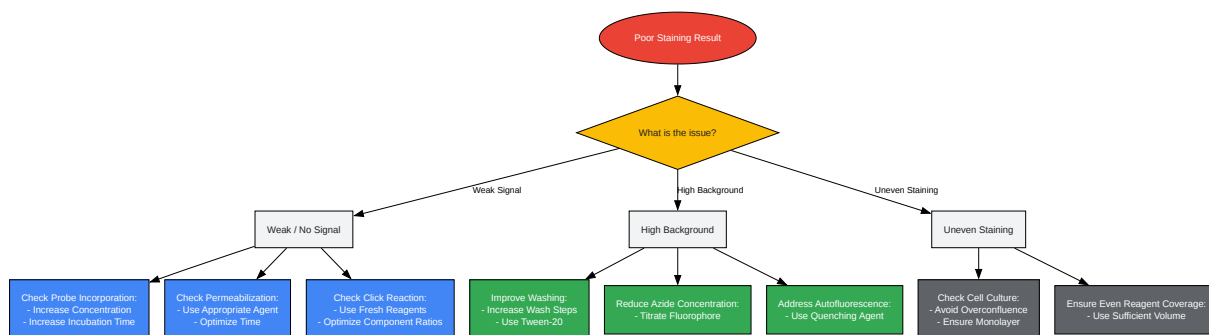 Poor Staining Result
What is the issue?
Weak Signal
High Background
Uneven Staining
Weak / No Signal
High Background
Uneven Staining
Check Probe Incorporation:
- Increase Concentration
- Increase Incubation Time
Check Permeabilization:
- Use Appropriate Agent
- Optimize Time
Check Click Reaction:
- Use Fresh Reagents
- Optimize Component Ratios
Improve Washing:
- Increase Wash Steps
- Use Tween-20
Reduce Azide Concentration:
- Titrate Fluorophore
Address Autofluorescence:
- Use Quenching Agent
Check Cell Culture:
- Avoid Overconfluence
- Ensure Monolayer
Ensure Even Reagent Coverage:
- Use Sufficient Volume